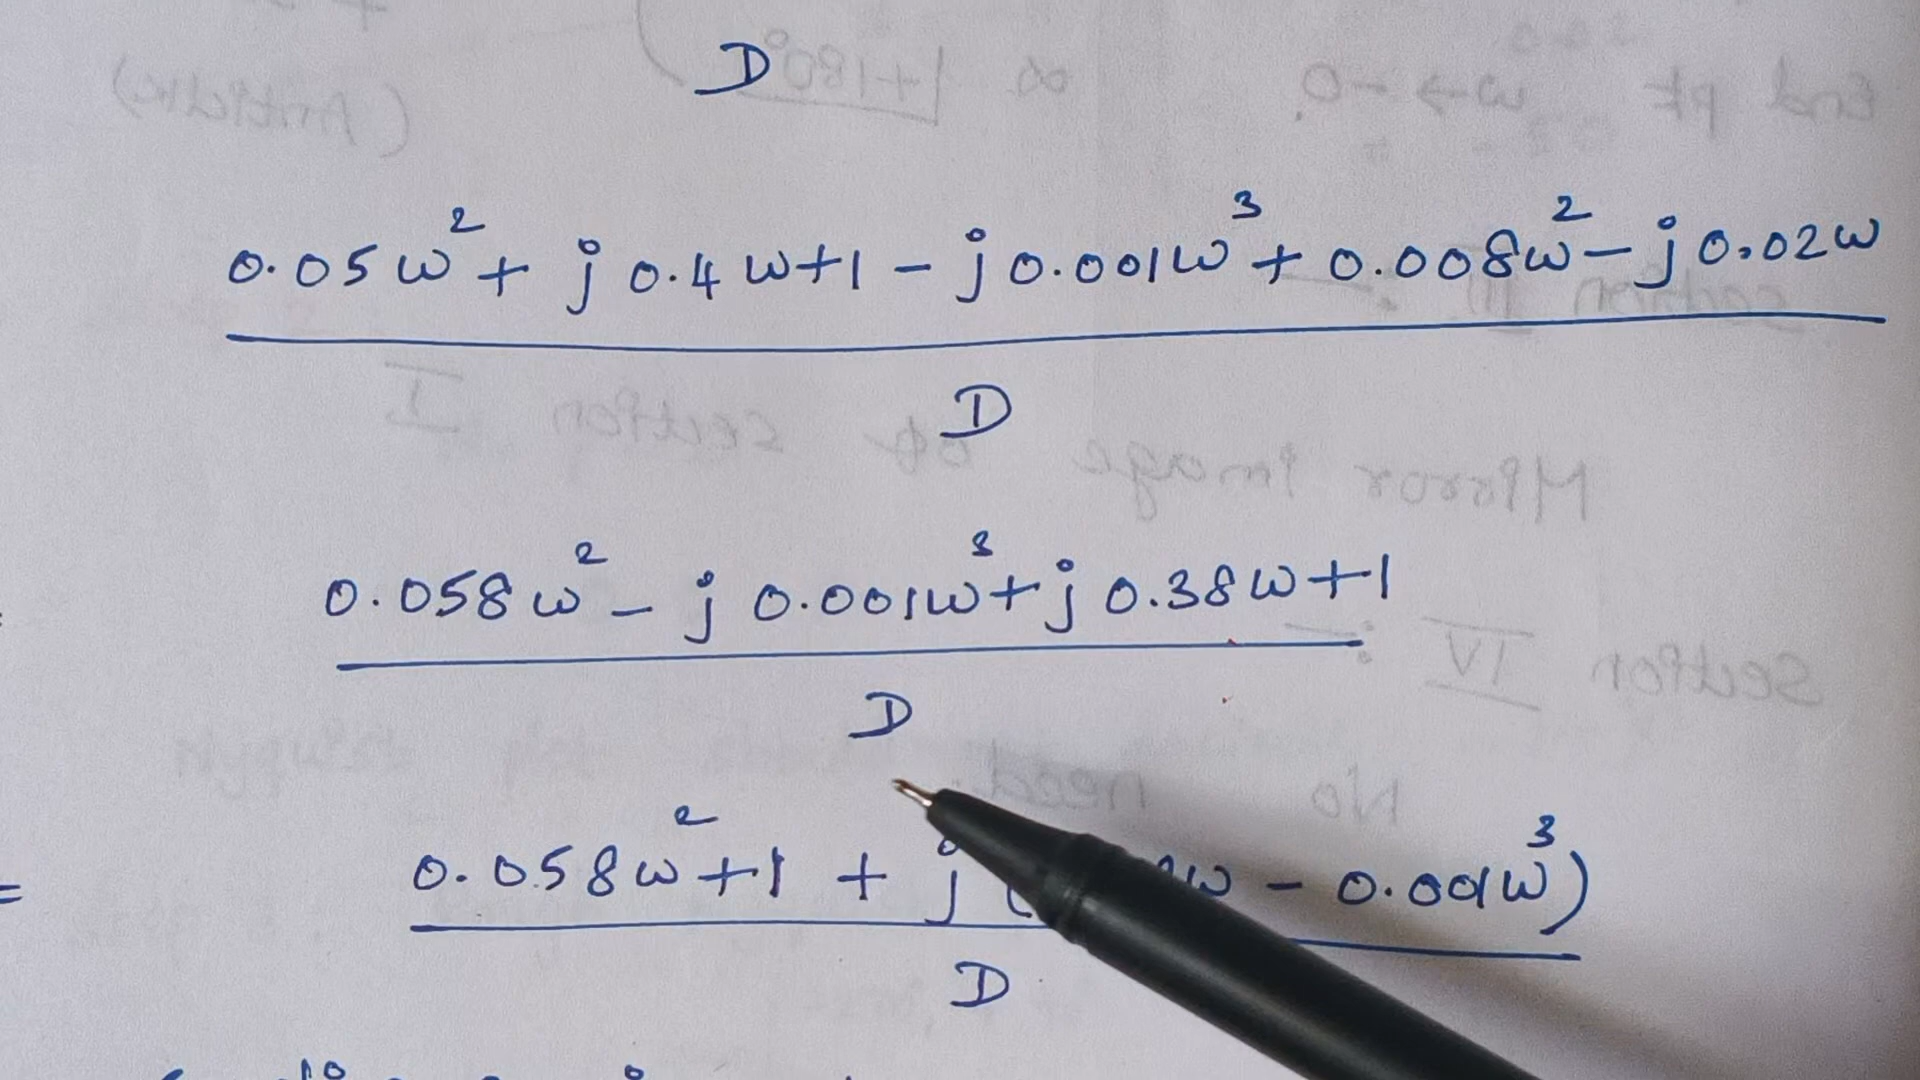 D
0.05ω² + j 0.4ω+1 - j 0.001ω³ + 0.008ω² - j 0.02ω
D
0.058ω² - j 0.001ω³ + j 0.38ω+1
D
= 0.058ω²+1 + j ( ω - 0.001ω³)
D